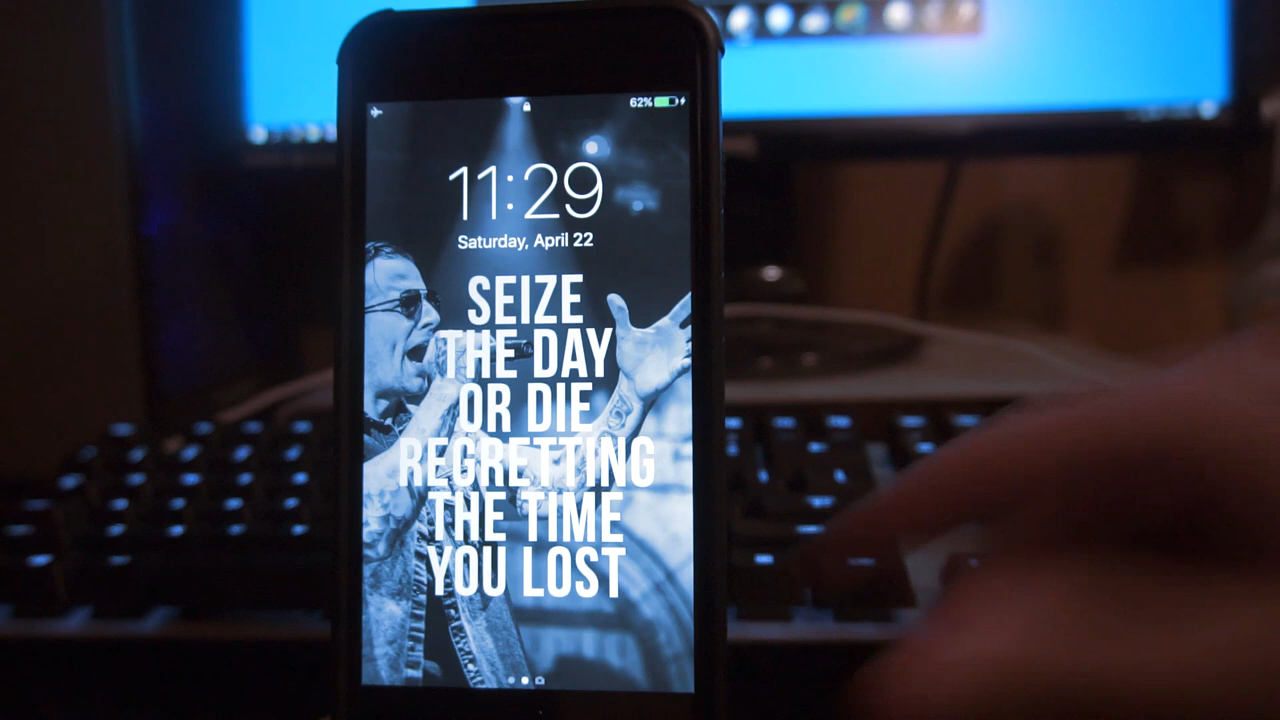 62%
11:29
Saturday, April 22
SEIZE
THE DAY
OR DIE
REGRETTING
THE TIME
YOU LOST